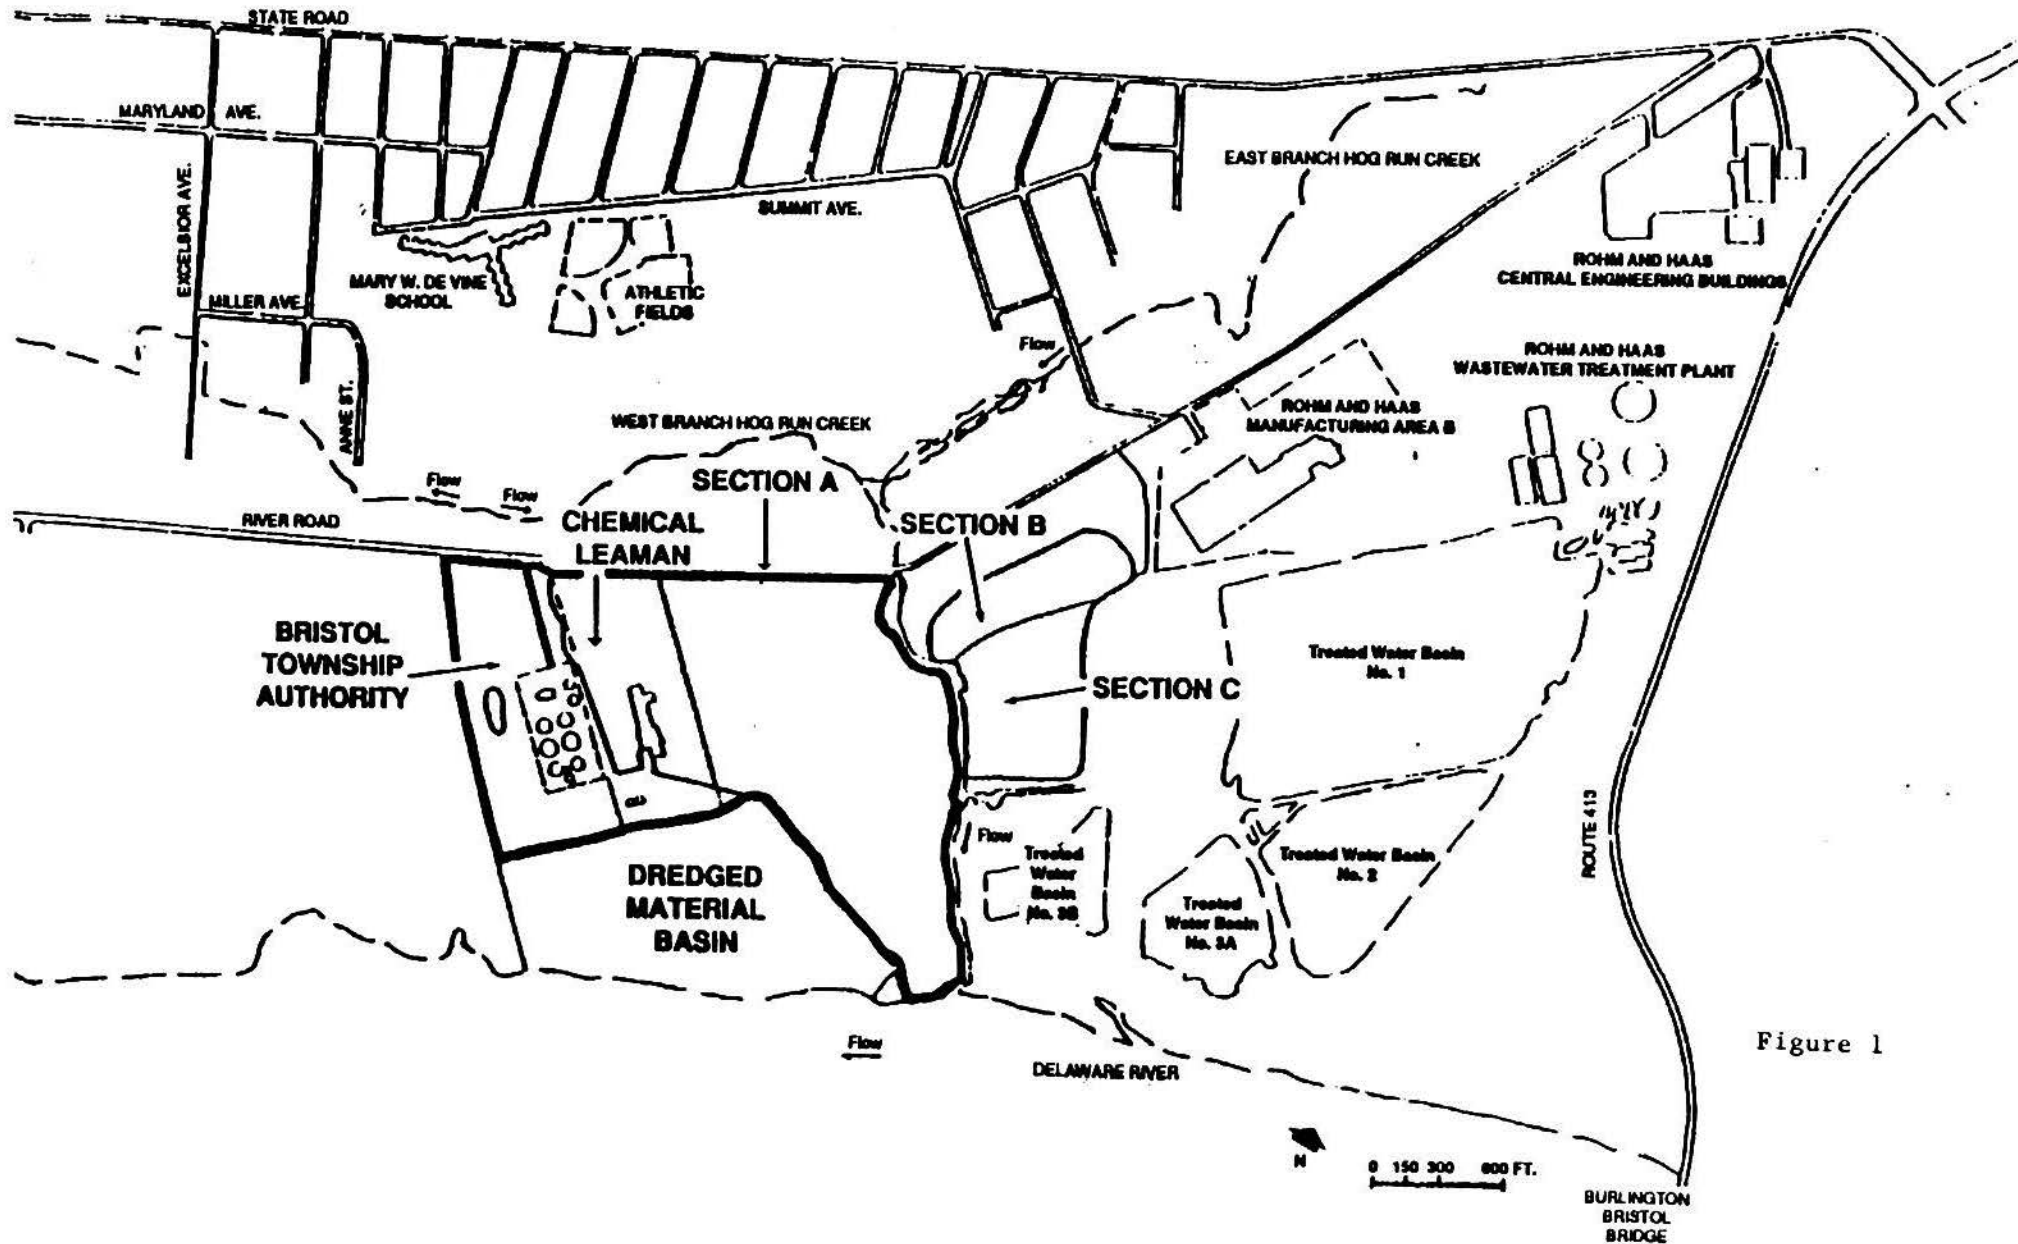 STATE ROAD
MARYLAND AVE.
EXCELSIOR AVE.
EAST BRANCH HOG RUN CREEK
SUMMIT AVE.
MARY W. DE VINE
SCHOOL
ATHLETIC
FIELDS
MILLER AVE.
ANNE ST.
ROHM AND HAAS
CENTRAL ENGINEERING BUILDINGS
Flow
ROHM AND HAAS
WASTEWATER TREATMENT PLANT
ROHM AND HAAS
MANUFACTURING AREA B
WEST BRANCH HOG RUN CREEK
SECTION A
Flow
Flow
RIVER ROAD
CHEMICAL
LEAMAN
SECTION B
BRISTOL
TOWNSHIP
AUTHORITY
Treated Water Basin
No. 1
SECTION C
ROUTE 413
Flow
Treated
Water
Basin
No. 3B
Treated Water Basin
No. 2
DREDGED
MATERIAL
BASIN
Treated
Water Basin
No. 3A
Flow
DELAWARE RIVER
Figure 1
N
0 150 300 600 FT.
BURLINGTON
BRISTOL
BRIDGE